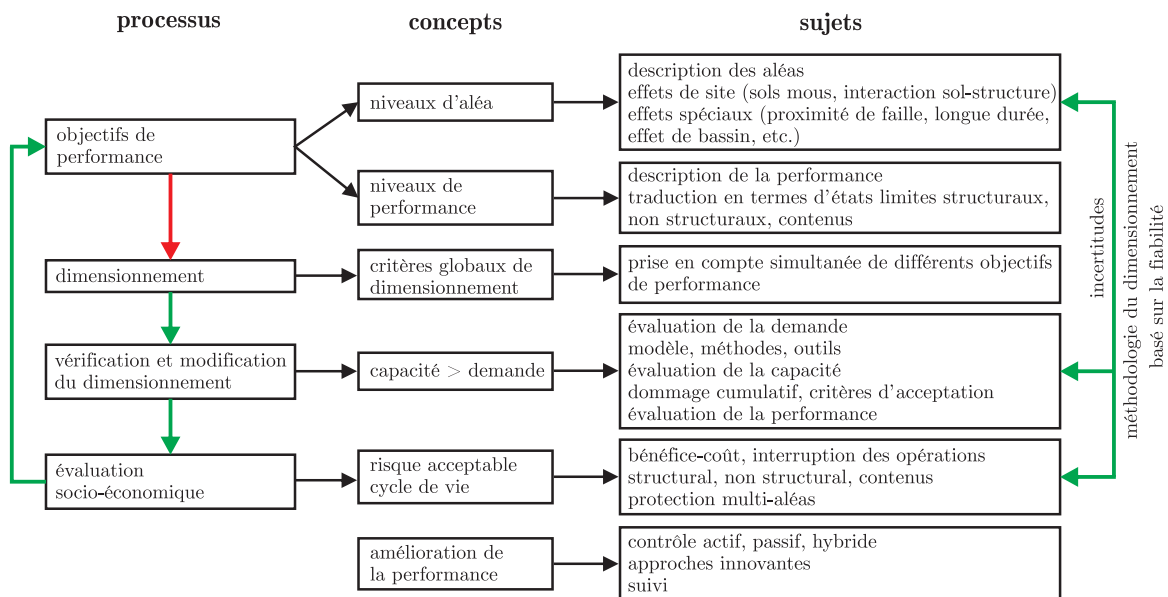 processus
concepts
sujets
objectifs de
performance
niveaux d'aléa
description des aléas
effets de site (sols mous, interaction sol-structure)
effets spéciaux (proximité de faille, longue durée,
effet de bassin, etc.)
niveaux de
performance
description de la performance
traduction en termes d'états limites structuraux,
non structuraux, contenus
dimensionnement
critères globaux de
dimensionnement
prise en compte simultanée de différents objectifs
de performance
vérification et modification
du dimensionnement
capacité > demande
évaluation de la demande
modèle, méthodes, outils
évaluation de la capacité
dommage cumulatif, critères d'acceptation
évaluation de la performance
évaluation
socio-économique
risque acceptable
cycle de vie
bénéfice-coût, interruption des opérations
structural, non structural, contenus
protection multi-aléas
amélioration de
la performance
contrôle actif, passif, hybride
approches innovantes
suivi
incertitudes
méthodologie du dimensionnement
basé sur la fiabilité